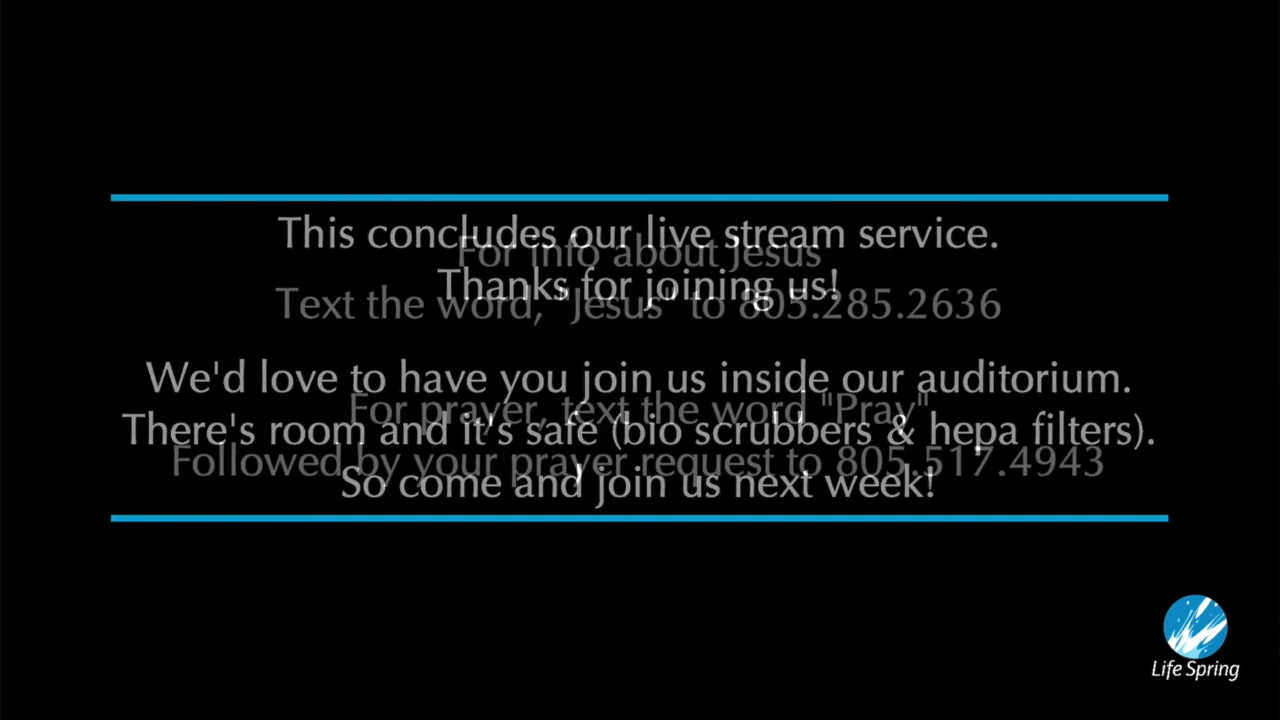 This concludes our live stream service.
Thanks for joining us!
We'd love to have you join us inside our auditorium.
There's room and it's safe (bio scrubbers & hepa filters).
So come and join us next week!
For info about Jesus
Text the word, "Jesus" to 805.285.2636
For prayer, text the word "Pray"
Followed by your prayer request to 805.517.4943
Life Spring